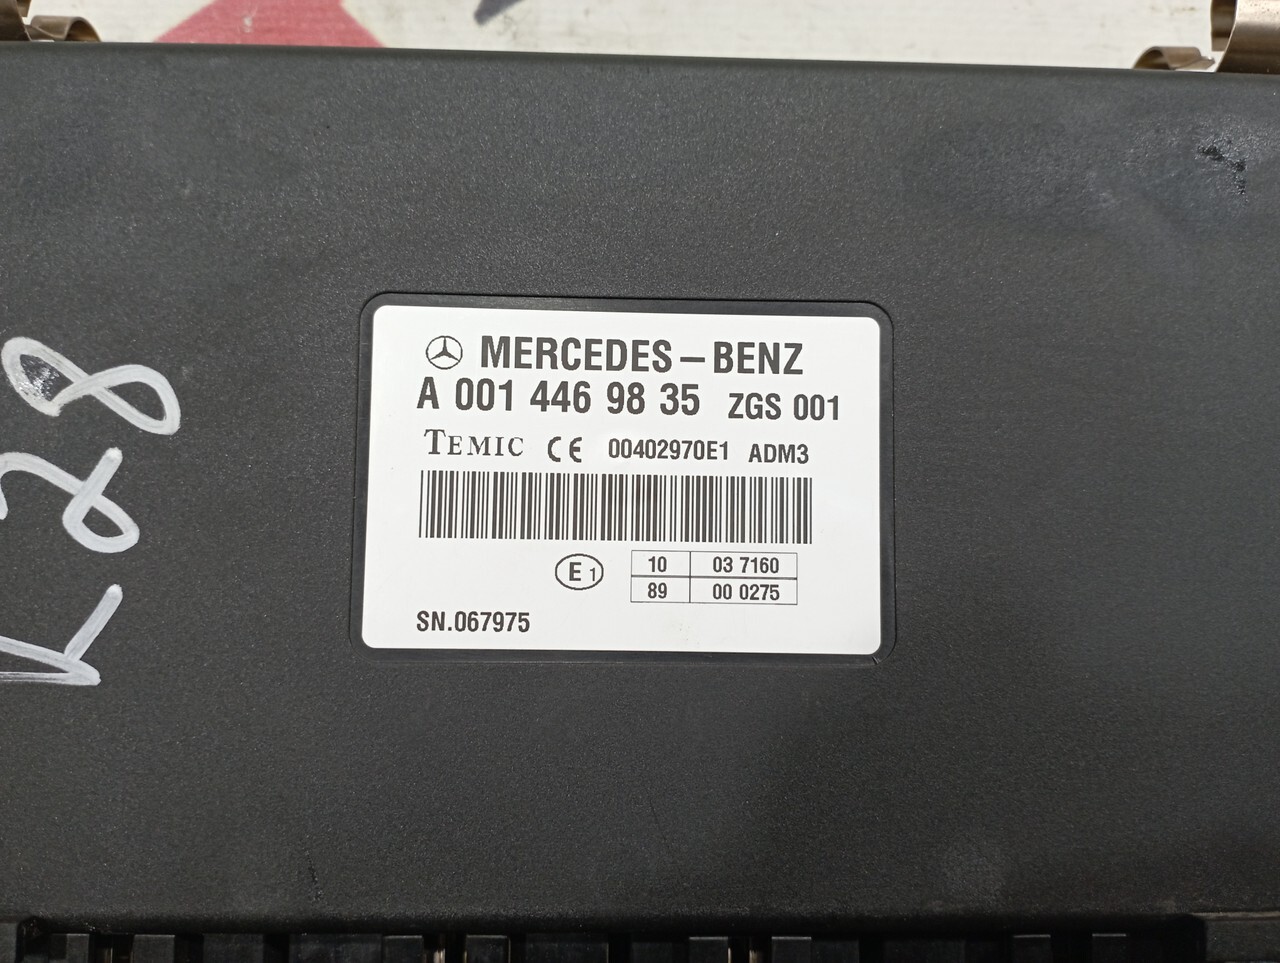 MERCEDES-BENZ
A 001 446 98 35 ZGS 001
TEMIC CE 00402970E1 ADM3
E1
10 03 7160
89 00 0275
SN.067975
K28